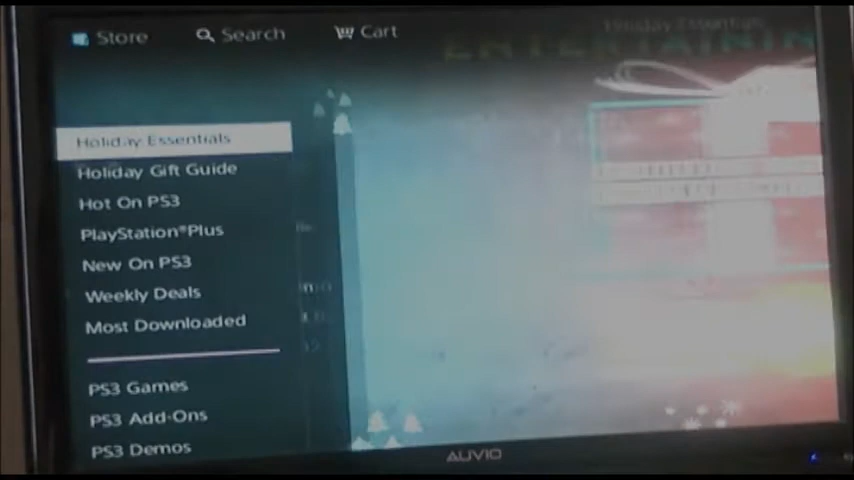 Store
Search
Cart
Holiday Essentials
ENTERTAININ
Holiday Essentials
Holiday Gift Guide
Hot On PS3
PlayStation®Plus
New On PS3
Weekly Deals
Most Downloaded
PS3 Games
PS3 Add-Ons
PS3 Demos
AUVIO